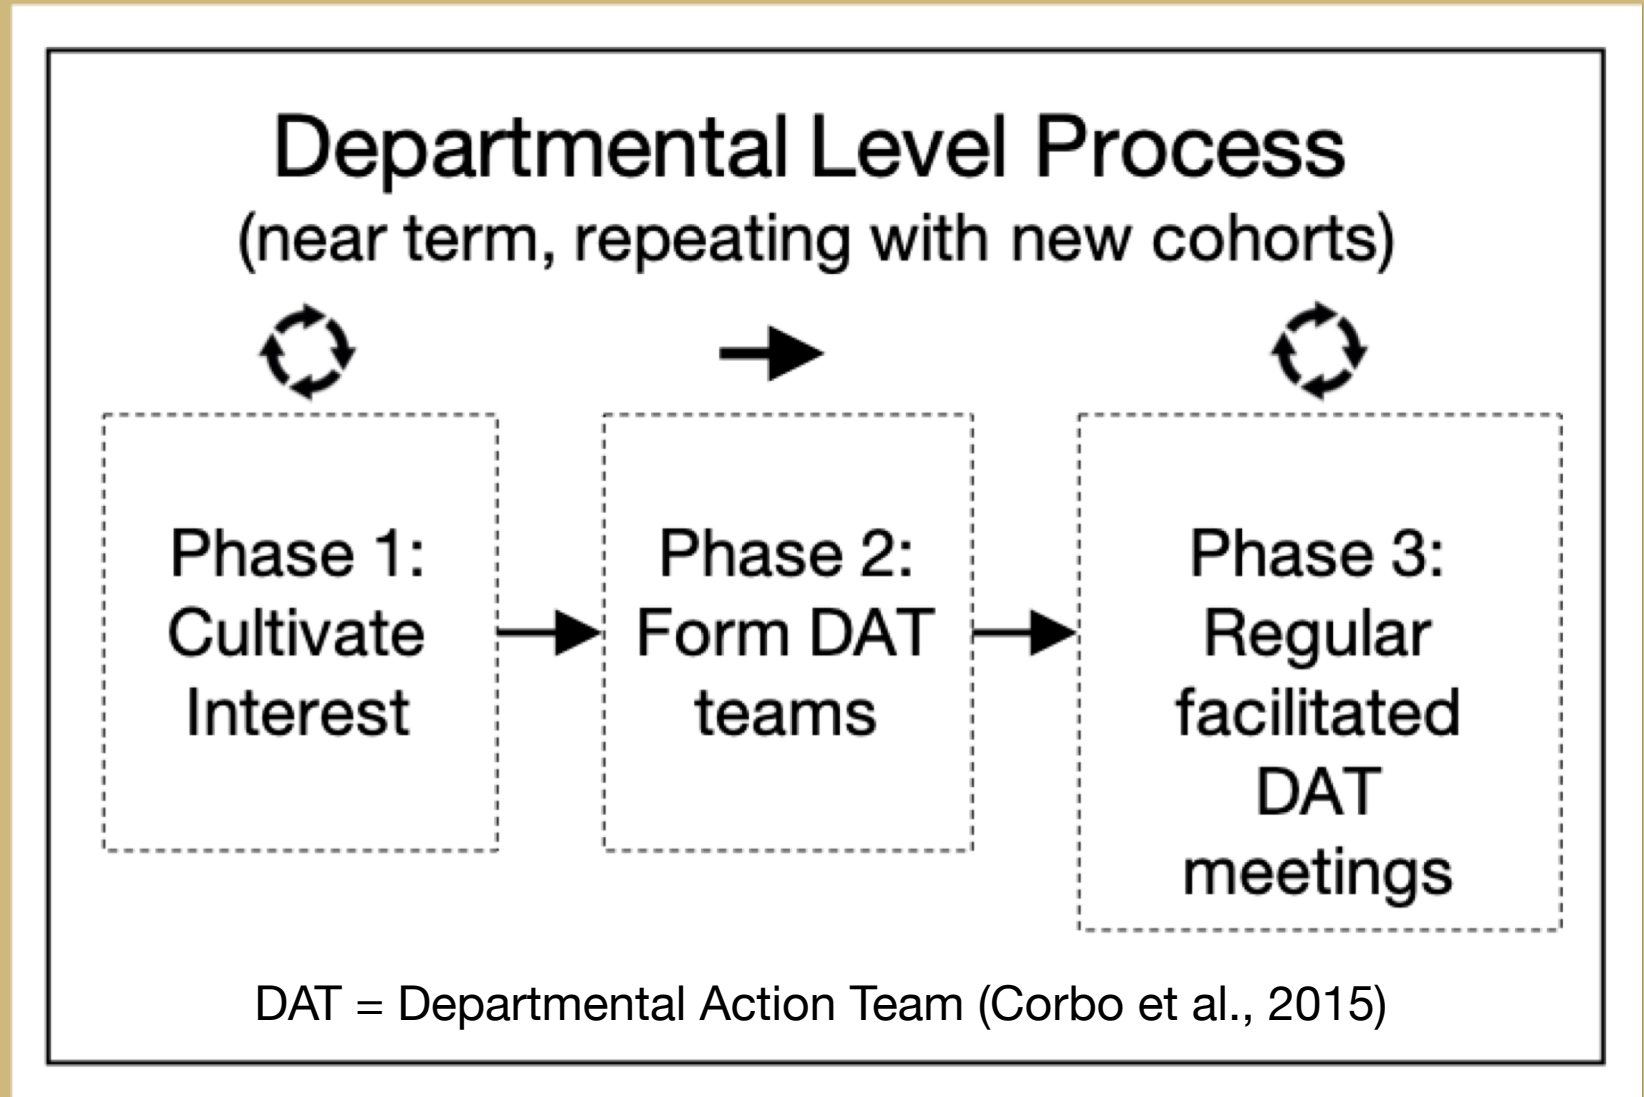 Departmental Level Process
(near term, repeating with new cohorts)
Phase 1:
Cultivate
Interest
Phase 2:
Form DAT
teams
Phase 3:
Regular
facilitated
DAT
meetings
DAT = Departmental Action Team (Corbo et al., 2015)